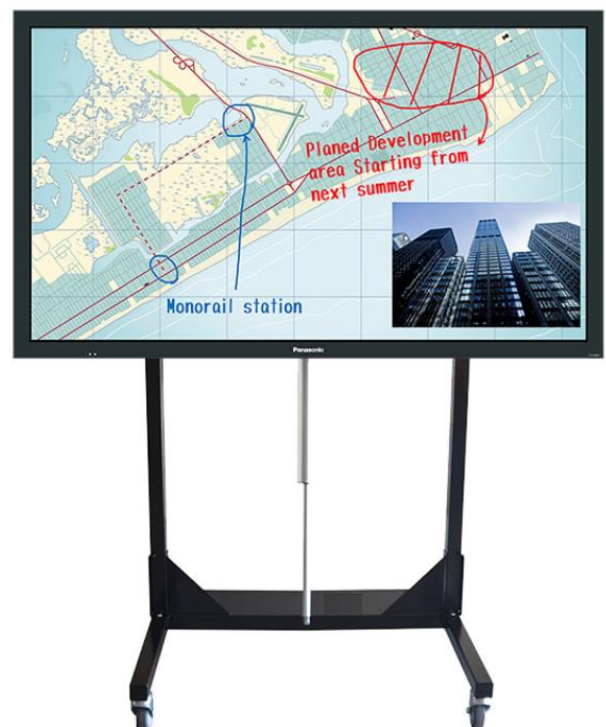 Planed Development
area Starting from
next summer
Monorail station
Panasonic